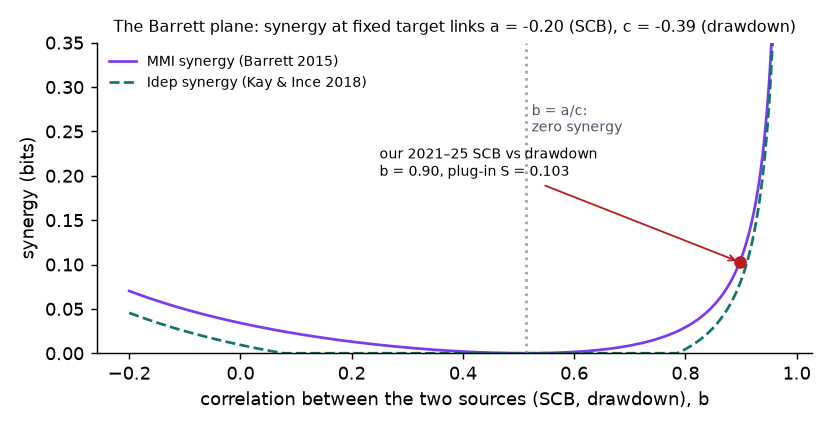 The Barrett plane: synergy at fixed target links a = -0.20 (SCB), c = -0.39 (drawdown)
MMI synergy (Barrett 2015)
Idep synergy (Kay & Ince 2018)
b = a/c:
zero synergy
our 2021–25 SCB vs drawdown
b = 0.90, plug-in S = 0.103
synergy (bits)
0.35
0.30
0.25
0.20
0.15
0.10
0.05
0.00
−0.2
0.0
0.2
0.4
0.6
0.8
1.0
correlation between the two sources (SCB, drawdown), b